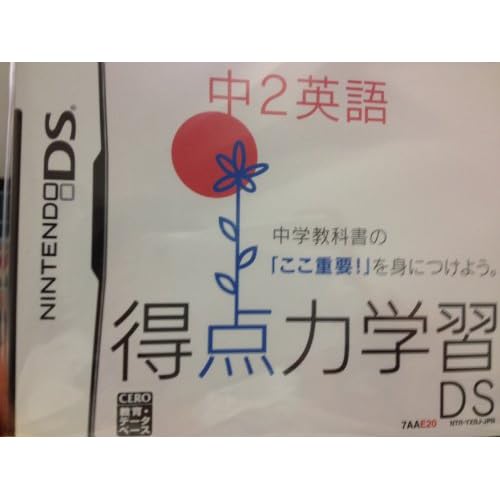 NINTENDO DS®
中2英語
中学教科書の
「ここ重要!」を身につけよう。
得点力学習
DS
CERO
教育・
データ
ベース
7AAE20